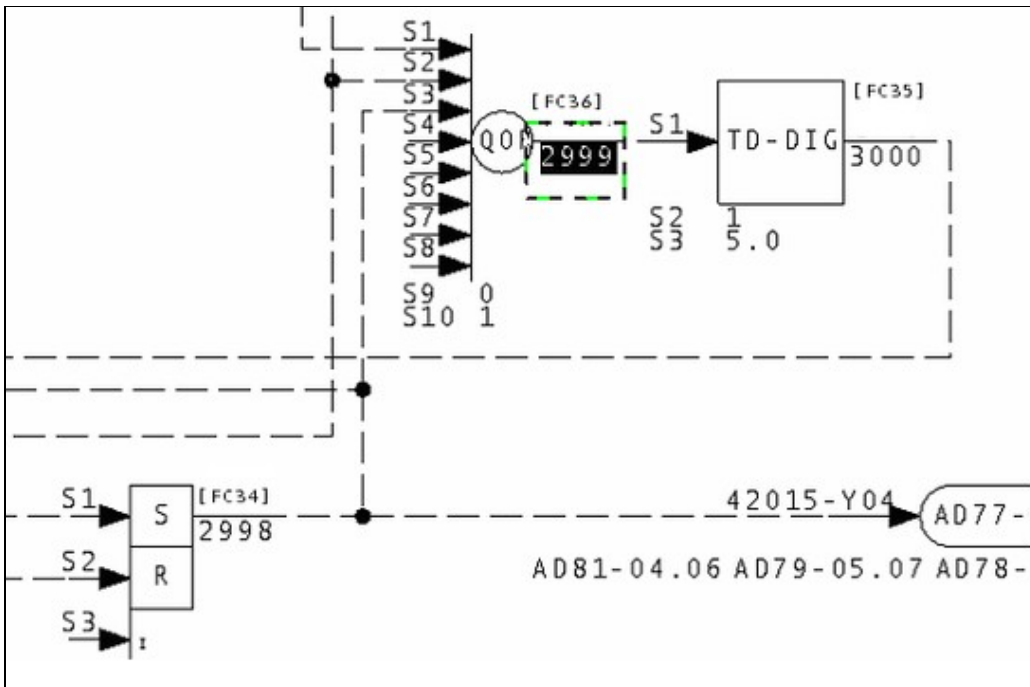 S1
S2
S3
S4
S5
S6
S7
S8
S9 0
S10 1
[FC36]
2999
S1
TD-DIG
[FC35]
3000
S2 1
S3 5.0
S1
S
[FC34]
2998
S2
R
S3
I
42015-Y04
AD77-
AD81-04.06 AD79-05.07 AD78-